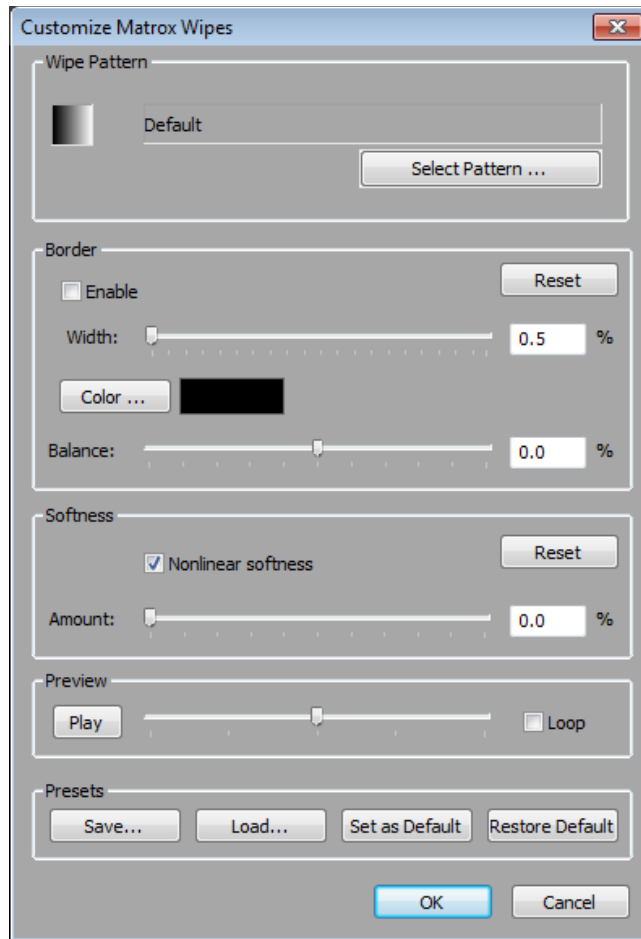 Customize Matrox Wipes
Wipe Pattern
Default
Select Pattern ...
Border
Enable
Reset
Width:
0.5 %
Color ...
Balance:
0.0 %
Softness
Nonlinear softness
Reset
Amount:
0.0 %
Preview
Play
Loop
Presets
Save...
Load...
Set as Default
Restore Default
OK
Cancel